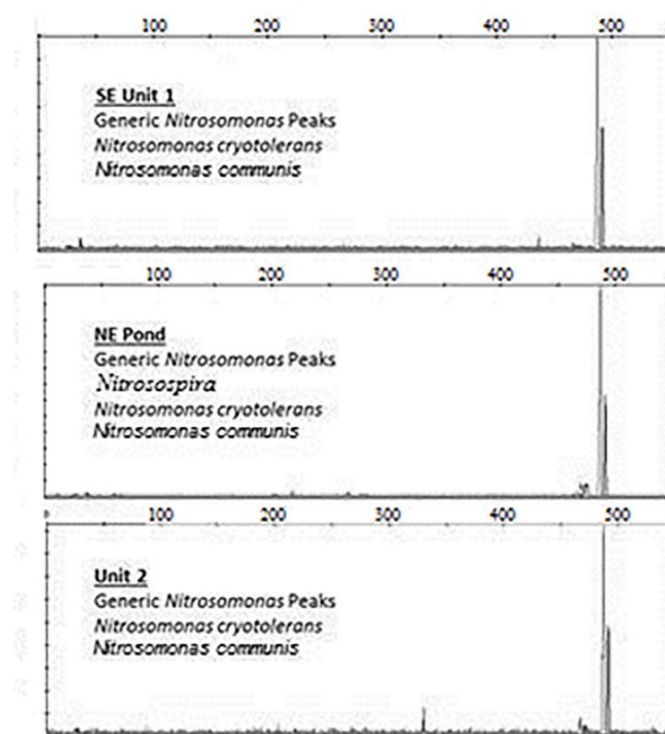 100 200 300 400 500
SE Unit 1
Generic Nitrosomonas Peaks
Nitrosomonas cryotolerans
Nitrosomonas communis
100 200 300 400 500
NE Pond
Generic Nitrosomonas Peaks
Nitrosospira
Nitrosomonas cryotolerans
Nitrosomonas communis
100 200 300 400 500
Unit 2
Generic Nitrosomonas Peaks
Nitrosomonas cryotolerans
Nitrosomonas communis